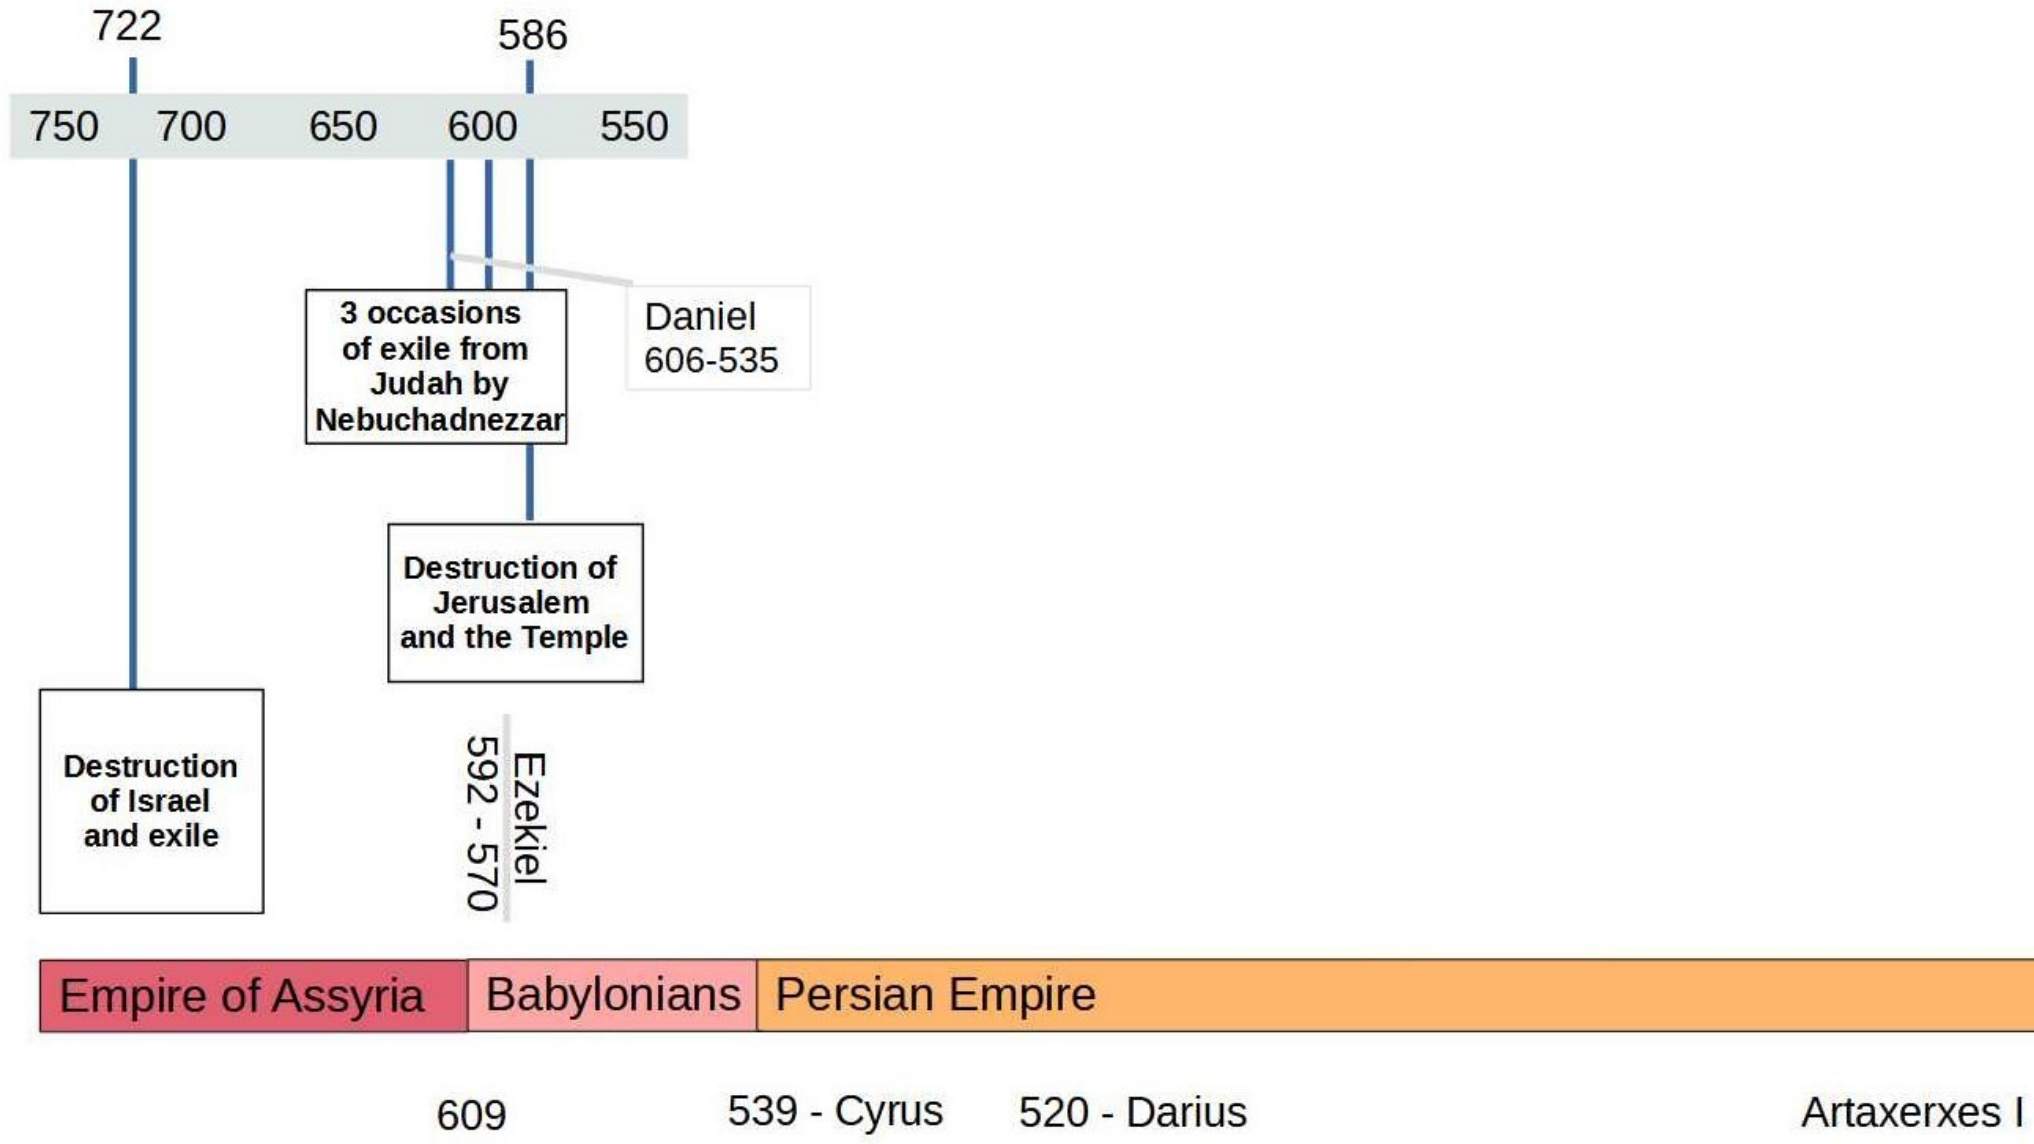 722
586
750 700 650 600 550
3 occasions
of exile from
Judah by
Nebuchadnezzar
Daniel
606-535
Destruction of
Jerusalem
and the Temple
Destruction
of Israel
and exile
Ezekiel
592 - 570
Empire of Assyria
Babylonians
Persian Empire
609
539 - Cyrus
520 - Darius
Artaxerxes I